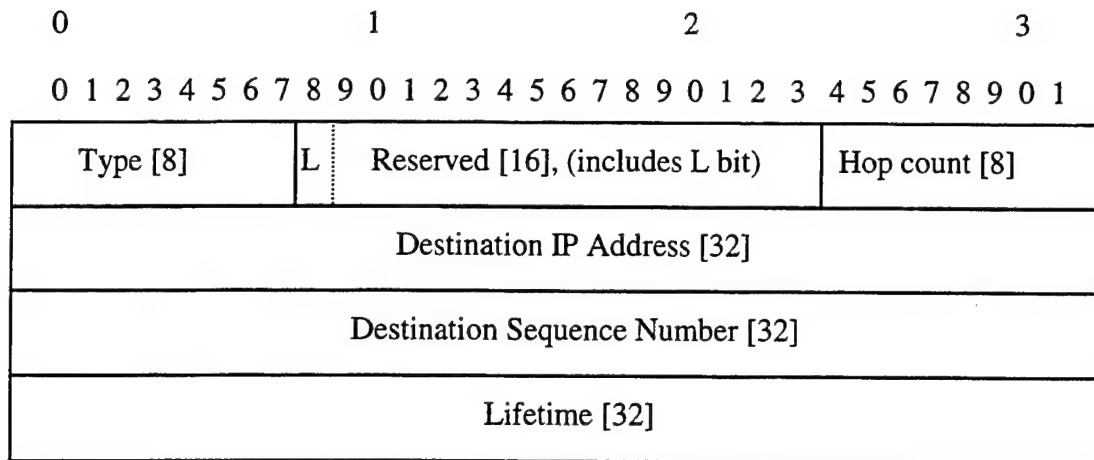 0 1 2 3
0 1 2 3 4 5 6 7 8 9 0 1 2 3 4 5 6 7 8 9 0 1 2 3 4 5 6 7 8 9 0 1
Type [8] L Reserved [16], (includes L bit) Hop count [8]
Destination IP Address [32]
Destination Sequence Number [32]
Lifetime [32]